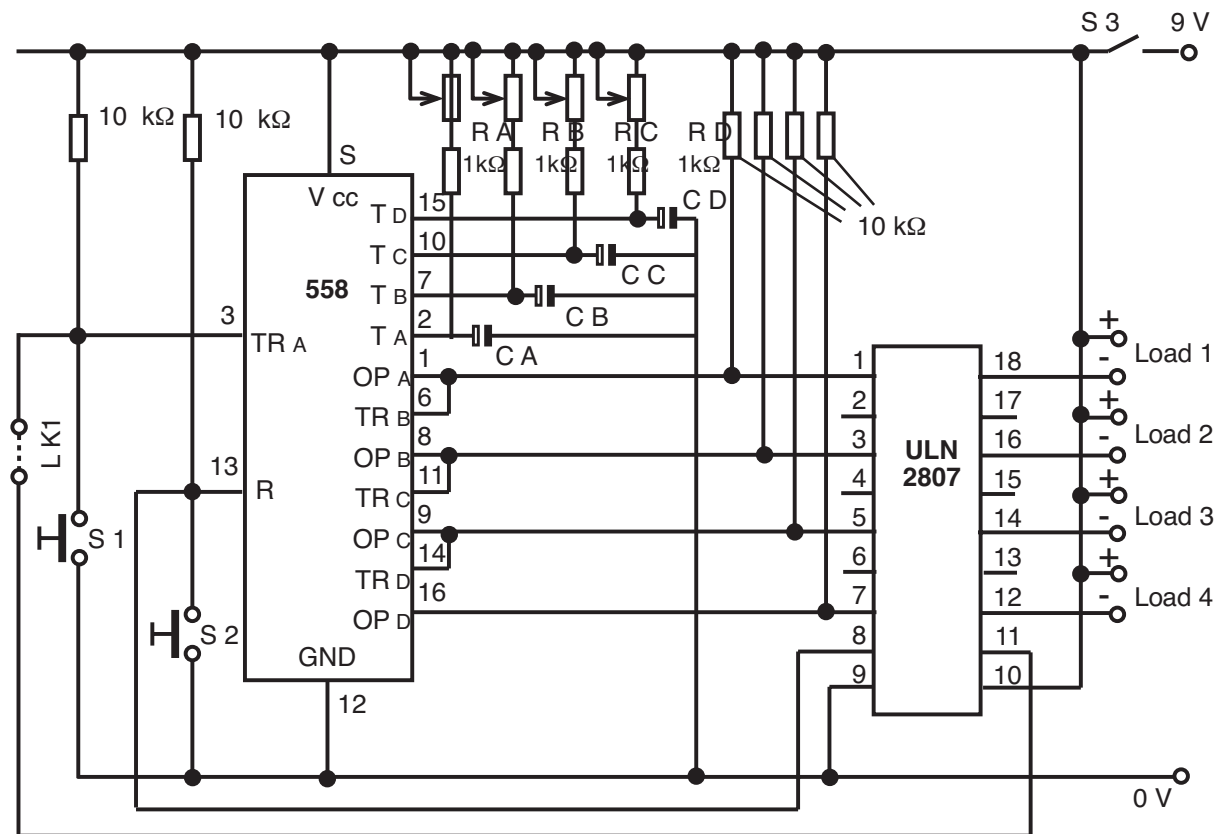 S 3 9 V
10 kΩ 10 kΩ
R A R B R C R D
1kΩ 1kΩ 1kΩ 1kΩ
S
V cc
15
T D
C D
10 kΩ
10
T C
C C
558
7
T B
C B
3
2
TR A
T A
C A
1
OP A
6
TR B
8
OP B
11
TR C
9
OP C
14
TR D
16
OP D
L K1
13
R
S 1
S 2
GND
12
ULN
2807
1
2
3
4
5
6
7
8
9
18
17
16
15
14
13
12
11
10
+
- Load 1
+
- Load 2
+
- Load 3
+
- Load 4
0 V